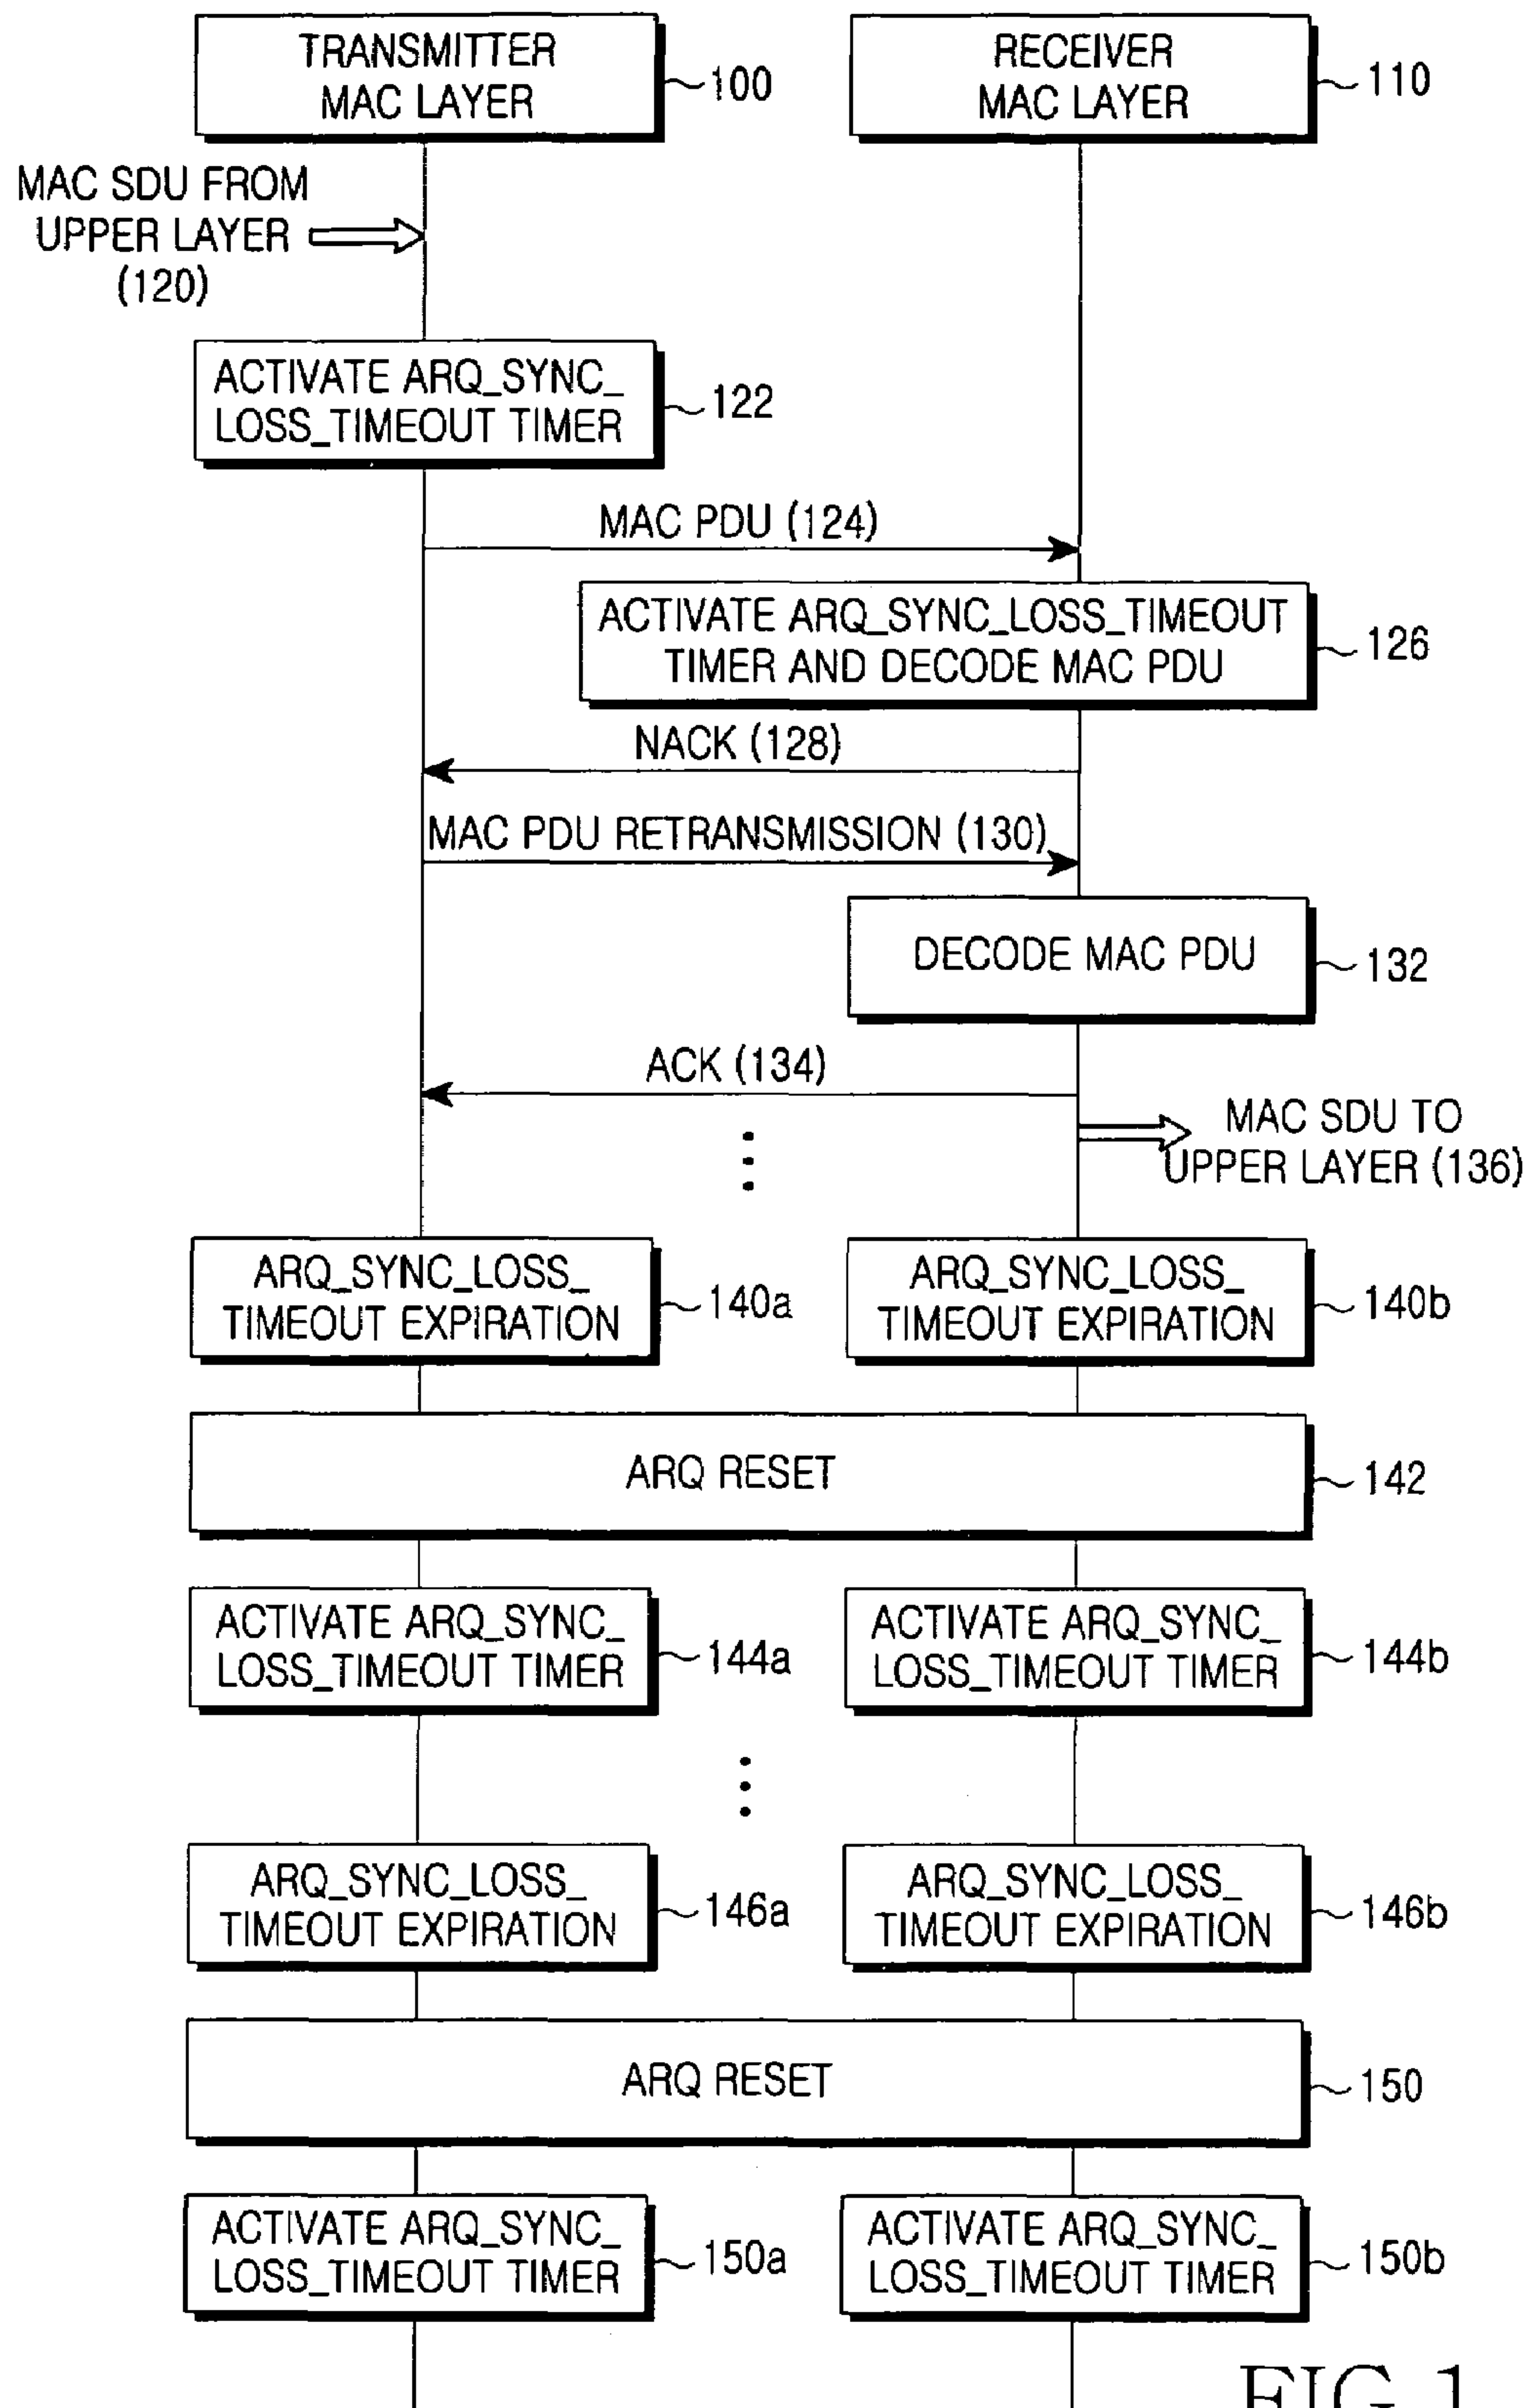 TRANSMITTER
MAC LAYER
100
RECEIVER
MAC LAYER
110
MAC SDU FROM
UPPER LAYER
(120)
ACTIVATE ARQ_SYNC_
LOSS_TIMEOUT TIMER
122
MAC PDU (124)
ACTIVATE ARQ_SYNC_LOSS_TIMEOUT
TIMER AND DECODE MAC PDU
126
NACK (128)
MAC PDU RETRANSMISSION (130)
DECODE MAC PDU
132
ACK (134)
MAC SDU TO
UPPER LAYER (136)
ARQ_SYNC_LOSS_
TIMEOUT EXPIRATION
140a
ARQ_SYNC_LOSS_
TIMEOUT EXPIRATION
140b
ARQ RESET
142
ACTIVATE ARQ_SYNC_
LOSS_TIMEOUT TIMER
144a
ACTIVATE ARQ_SYNC_
LOSS_TIMEOUT TIMER
144b
ARQ_SYNC_LOSS_
TIMEOUT EXPIRATION
146a
ARQ_SYNC_LOSS_
TIMEOUT EXPIRATION
146b
ARQ RESET
150
ACTIVATE ARQ_SYNC_
LOSS_TIMEOUT TIMER
150a
ACTIVATE ARQ_SYNC_
LOSS_TIMEOUT TIMER
150b
FIG.1